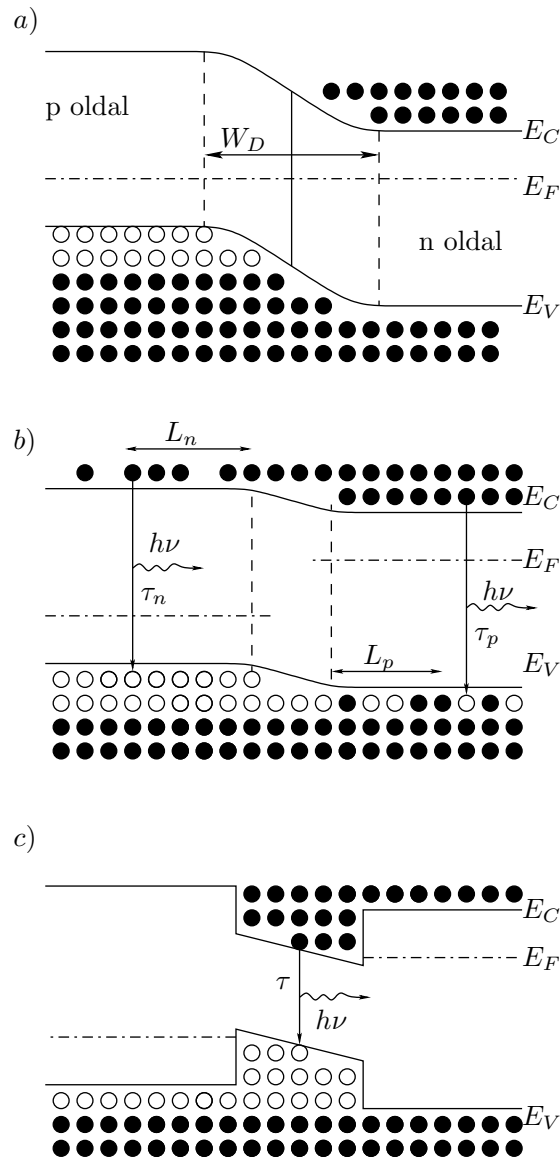 a)
p oldal
W_D
E_C
E_F
n oldal
E_V
b)
L_n
E_C
hν
E_F
τ_n
hν
τ_p
L_p
E_V
c)
E_C
E_F
τ
hν
E_V